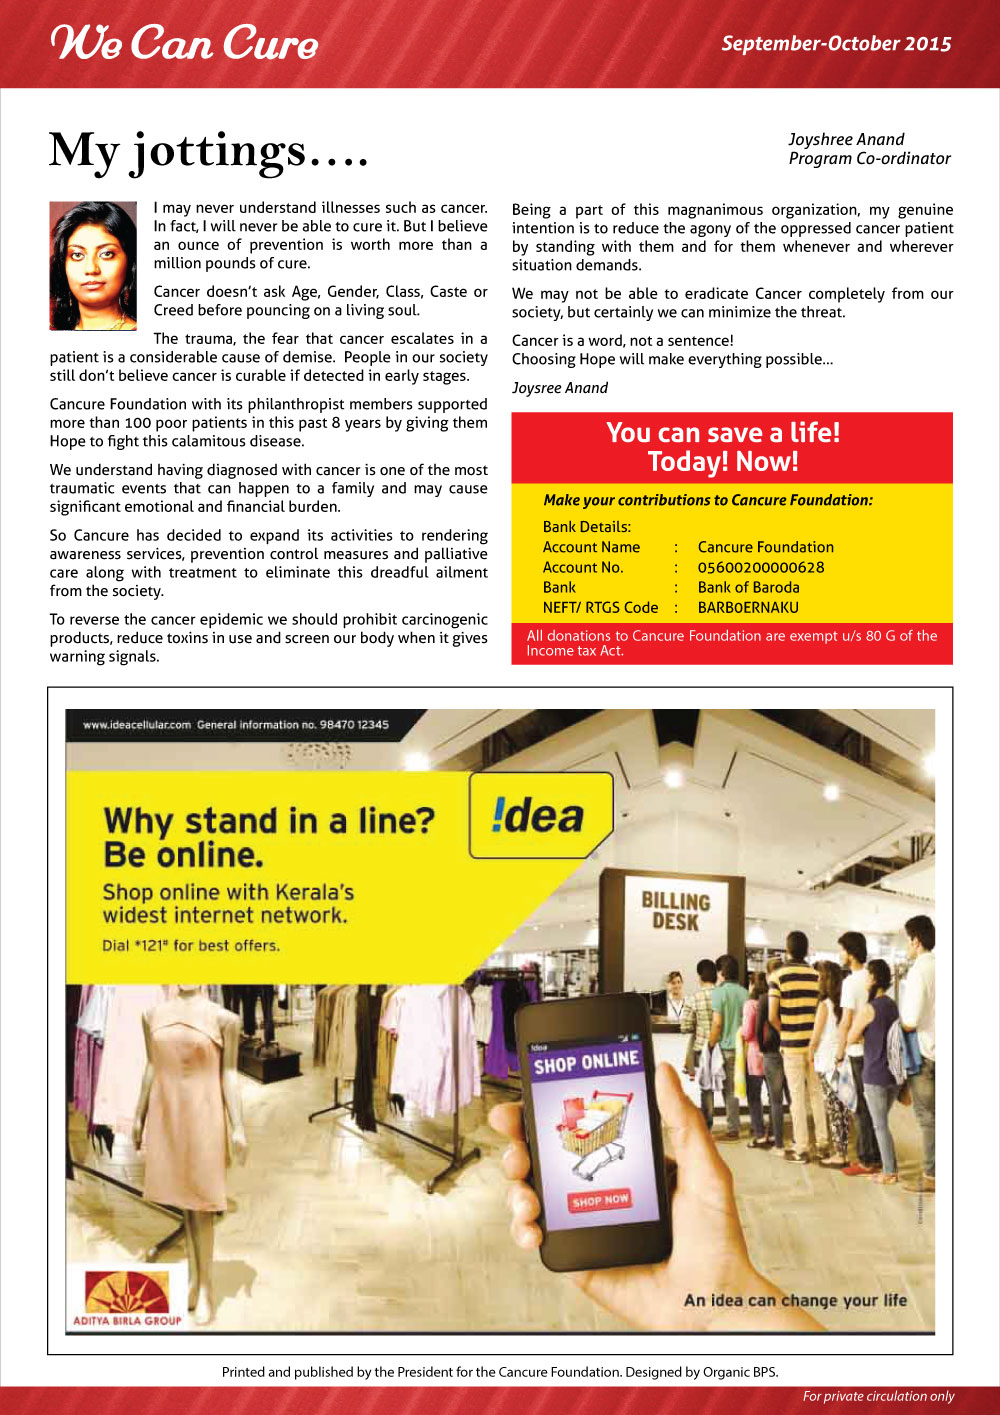 We Can Cure
September-October 2015
My jottings....
Joyshree Anand
Program Co-ordinator
I may never understand illnesses such as cancer.
In fact, I will never be able to cure it. But I believe
an ounce of prevention is worth more than a
million pounds of cure.
Cancer doesn't ask Age, Gender, Class, Caste or
Creed before pouncing on a living soul.
The trauma, the fear that cancer escalates in a
patient is a considerable cause of demise. People in our society
still don't believe cancer is curable if detected in early stages.
Cancure Foundation with its philanthropist members supported
more than 100 poor patients in this past 8 years by giving them
Hope to fight this calamitous disease.
We understand having diagnosed with cancer is one of the most
traumatic events that can happen to a family and may cause
significant emotional and financial burden.
So Cancure has decided to expand its activities to rendering
awareness services, prevention control measures and palliative
care along with treatment to eliminate this dreadful ailment
from the society.
To reverse the cancer epidemic we should prohibit carcinogenic
products, reduce toxins in use and screen our body when it gives
warning signals.
Being a part of this magnanimous organization, my genuine
intention is to reduce the agony of the oppressed cancer patient
by standing with them and for them whenever and wherever
situation demands.
We may not be able to eradicate Cancer completely from our
society, but certainly we can minimize the threat.
Cancer is a word, not a sentence!
Choosing Hope will make everything possible...
Joysree Anand
You can save a life!
Today! Now!
Make your contributions to Cancure Foundation:
Bank Details:
Account Name : Cancure Foundation
Account No. : 05600200000628
Bank : Bank of Baroda
NEFT/ RTGS Code : BARB0ERNAKU
All donations to Cancure Foundation are exempt u/s 80 G of the
Income tax Act.
www.ideacellular.com General information no. 98470 12345
Why stand in a line?
Be online.
!dea
Shop online with Kerala's
widest internet network.
Dial *121# for best offers.
BILLING
DESK
!dea
SHOP ONLINE
SHOP NOW
ADITYA BIRLA GROUP
An idea can change your life
Printed and published by the President for the Cancure Foundation. Designed by Organic BPS.
For private circulation only